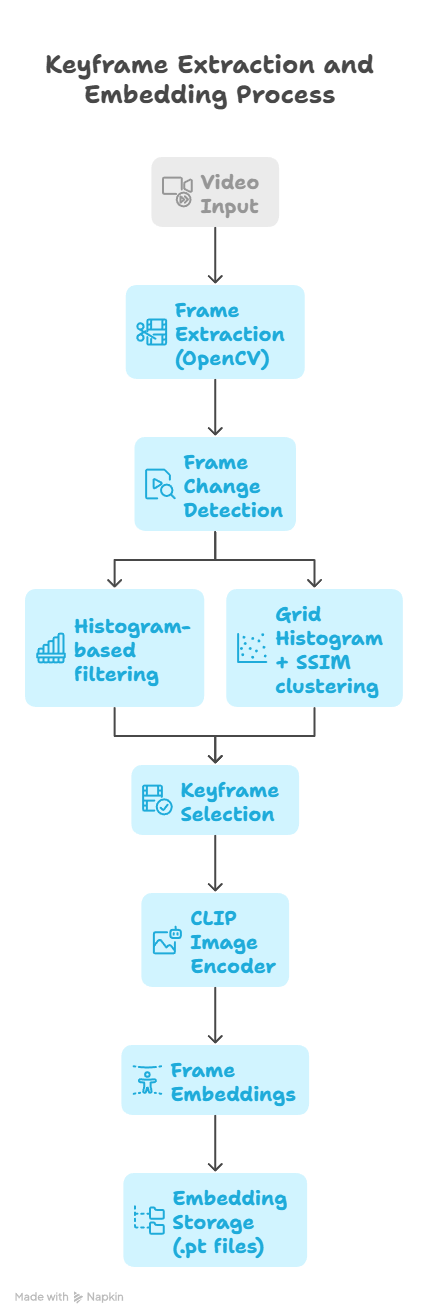 Keyframe Extraction and
Embedding Process
Video
Input
Frame
Extraction
(OpenCV)
Frame
Change
Detection
Histogram-
based
filtering
Grid
Histogram
+ SSIM
clustering
Keyframe
Selection
CLIP
Image
Encoder
Frame
Embeddings
Embedding
Storage
(.pt files)
Made with Napkin